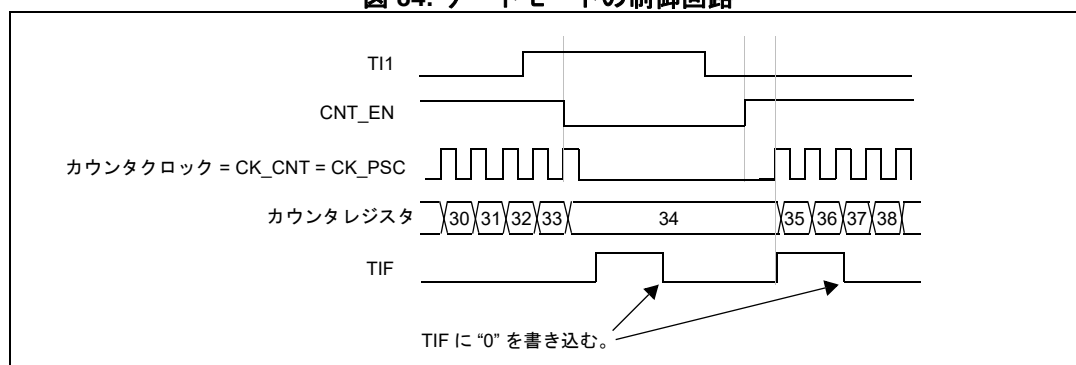 TI1
CNT_EN
カウンタクロック = CK_CNT = CK_PSC
カウンタレジスタ 30 31 32 33 34 35 36 37 38
TIF
TIF に “0” を書き込む。